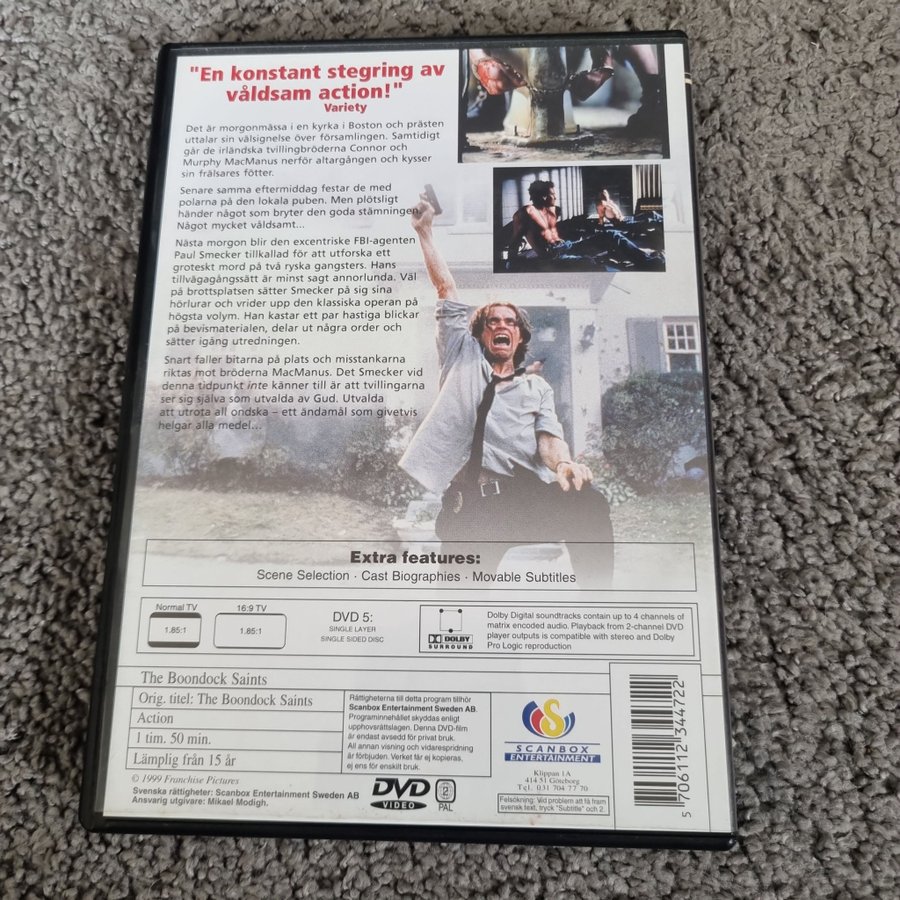 "En konstant stegring av
våldsam action!"
Variety
Det är morgonmässa i en kyrka i Boston och prästen
uttalar sin välsignelse över församlingen. Samtidigt
går de irländska tvillingbröderna Connor och
Murphy MacManus nerför altargången och kysser
sin frälsares fötter.
Senare samma eftermiddag festar de med
polarna på den lokala puben. Men plötsligt
händer något som bryter den goda stämningen.
Något mycket våldsamt...
Nästa morgon blir den excentriske FBI-agenten
Paul Smecker tillkallad för att utforska ett
groteskt mord på två ryska gangsters. Hans
tillvägagångssätt är minst sagt annorlunda. Väl
på brottsplatsen sätter Smecker på sig sina
hörlurar och vrider upp den klassiska operan på
högsta volym. Han kastar ett par hastiga blickar
på bevismaterialen, delar ut några order och
sätter igång utredningen.
Snart faller bitarna på plats och misstankarna
riktas mot bröderna MacManus. Det Smecker vid
denna tidpunkt inte känner till är att tvillingarna
ser sig själva som utvalda av Gud. Utvalda
att utrota all ondska – ett ändamål som givetvis
helgar alla medel...
Extra features:
Scene Selection · Cast Biographies · Movable Subtitles
Normal TV
1.85:1
16:9 TV
1.85:1
DVD 5:
SINGLE LAYER
SINGLE SIDED DISC
DOLBY
SURROUND
Dolby Digital soundtracks contain up to 4 channels of
matrix encoded audio. Playback from 2-channel DVD
player outputs is compatible with stereo and Dolby
Pro Logic reproduction
The Boondock Saints
Orig. titel: The Boondock Saints
Action
1 tim. 50 min.
Lämplig från 15 år
© 1999 Franchise Pictures
Svenska rättigheter: Scanbox Entertainment Sweden AB
Ansvarig utgivare: Mikael Modigh.
Rättigheterna till detta program tillhör
Scanbox Entertainment Sweden AB.
Programinnehållet skyddas enligt
upphovsrättslagen. Denna DVD-film
är endast avsedd för privat bruk.
All annan visning och vidarespridning
är förbjuden. Verket får ej kopieras,
ej ens för enskilt bruk.
DVD
VIDEO
2
PAL
S
SCANBOX
ENTERTAINMENT
Klippan 1A
414 51 Göteborg
Tel. 031 704 77 70
Felsökning: Vid problem att få fram
svensk text, tryck "Subtitle" och 2
5 706112 344722